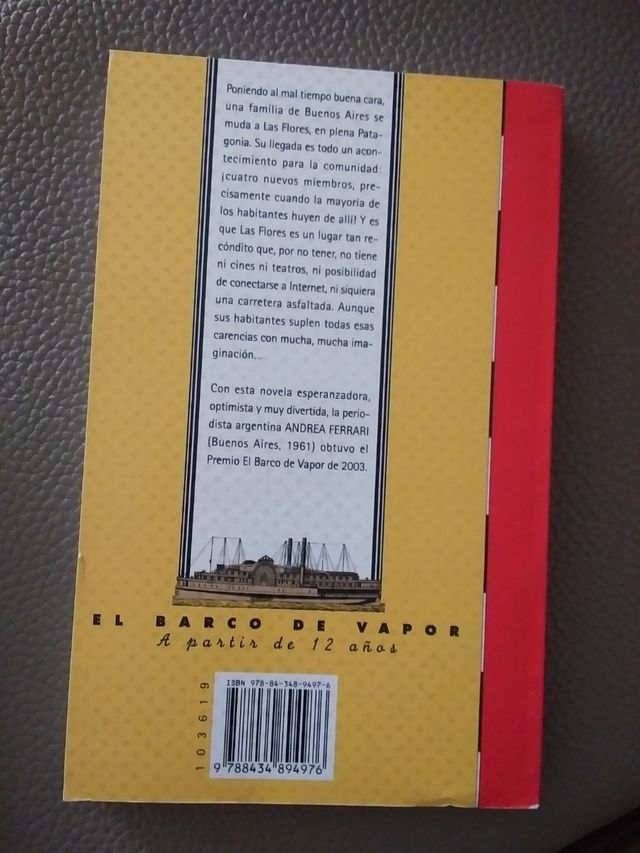 Poniendo al mal tiempo buena cara,
una familia de Buenos Aires se
muda a Las Flores, en plena Pata-
gonia. Su llegada es todo un acon-
tecimiento para la comunidad:
¡cuatro nuevos miembros, pre-
cisamente cuando la mayoría de
los habitantes huyen de allí! Y es
que Las Flores es un lugar tan re-
cóndito que, por no tener, no tiene
ni cines ni teatros, ni posibilidad
de conectarse a Internet, ni siquiera
una carretera asfaltada. Aunque
sus habitantes suplen todas esas
carencias con mucha, mucha ima-
ginación...
Con esta novela esperanzadora,
optimista y muy divertida, la perio-
dista argentina ANDREA FERRARI
(Buenos Aires, 1961) obtuvo el
Premio El Barco de Vapor de 2003.
EL BARCO DE VAPOR
A partir de 12 años
ISBN 978-84-348-9497-6
103619
9 788434 894976